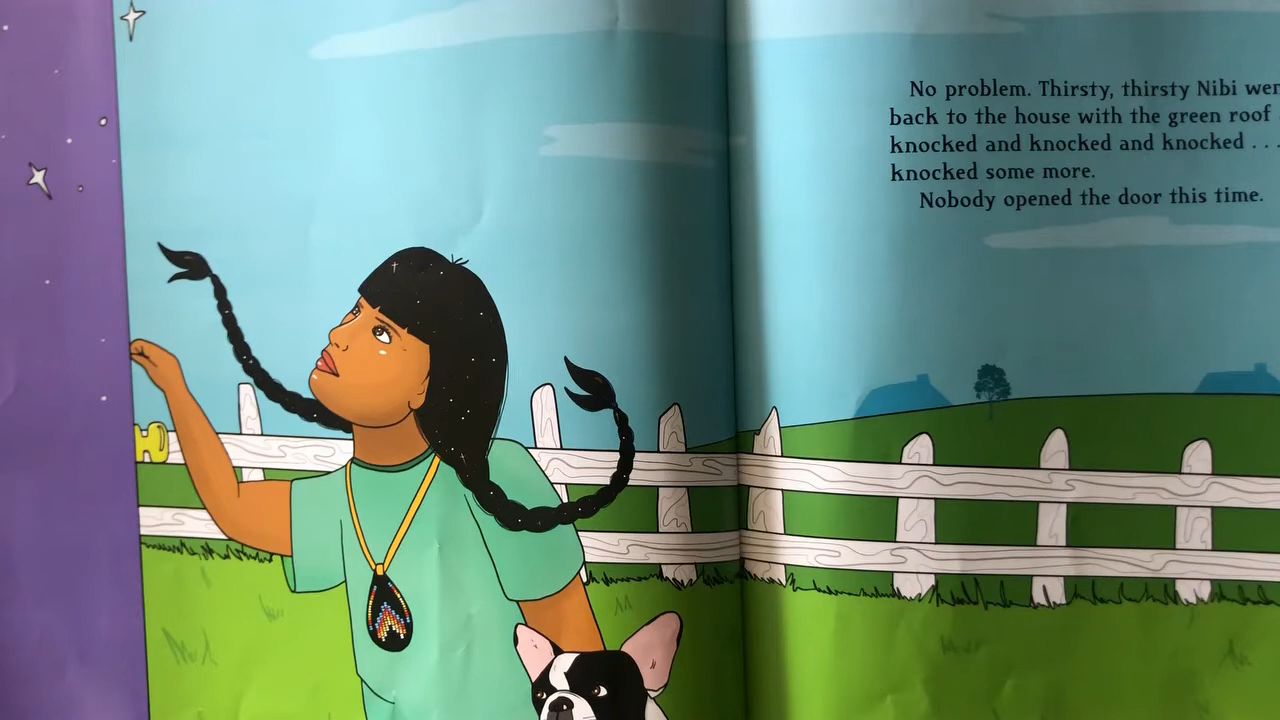 No problem. Thirsty, thirsty Nibi
back to the house with the green roof
knocked and knocked and knocked . . .
knocked some more.
Nobody opened the door this time.